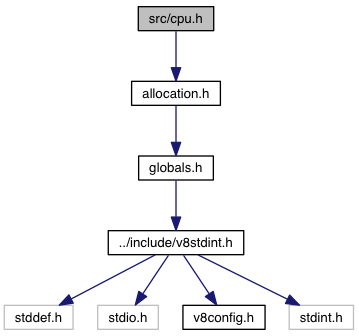 src/cpu.h
allocation.h
globals.h
../include/v8stdint.h
stddef.h
stdio.h
v8config.h
stdint.h